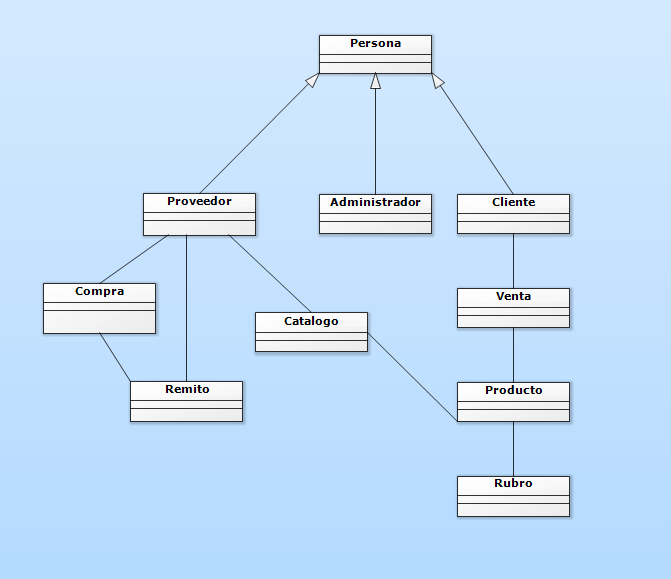 Persona
Proveedor
Administrador
Cliente
Compra
Venta
Catalogo
Remito
Producto
Rubro